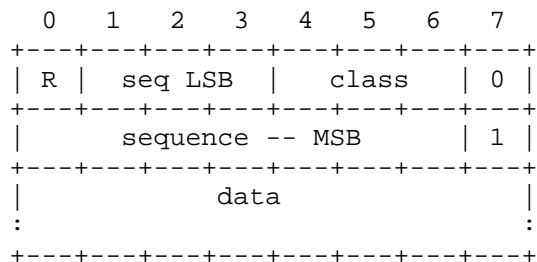 0   1   2   3   4   5   6   7
+---+---+---+---+---+---+---+---+
| R |  seq LSB  |   class   | 0 |
+---+---+---+---+---+---+---+---+
|      sequence -- MSB      | 1 |
+---+---+---+---+---+---+---+---+
|            data               |
:                               :
+---+---+---+---+---+---+---+---+